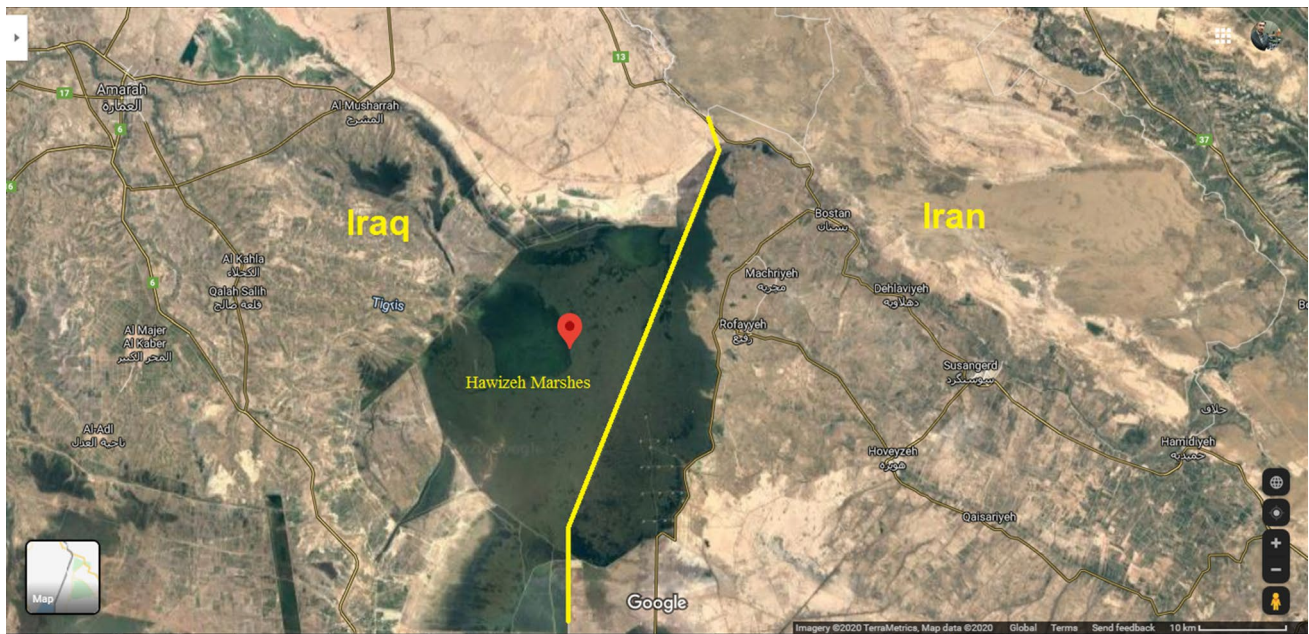 13
Amarah
العمارة
17
Al-Musharrah
المشرح
6
37
6
Iraq
Iran
Bostan
بستان
Al Kahla
الكحلاء
Qalah Salih
قلعة صالح
Tigris
Machriyeh
مجریه
Dehlaviyeh
دهلاویه
6
Al Majer
Al Kaber
المجر الكبير
Rofayyeh
رفیع
Hawizeh Marshes
Susangerd
سوسنگرد
Al-Adl
ناحية العدل
Hoveyzeh
هویزه
Hamidiyeh
حمیدیه
Qaisariyeh
Map
Google
Imagery ©2020 TerraMetrics, Map data ©2020 Global Terms Send feedback 10 km